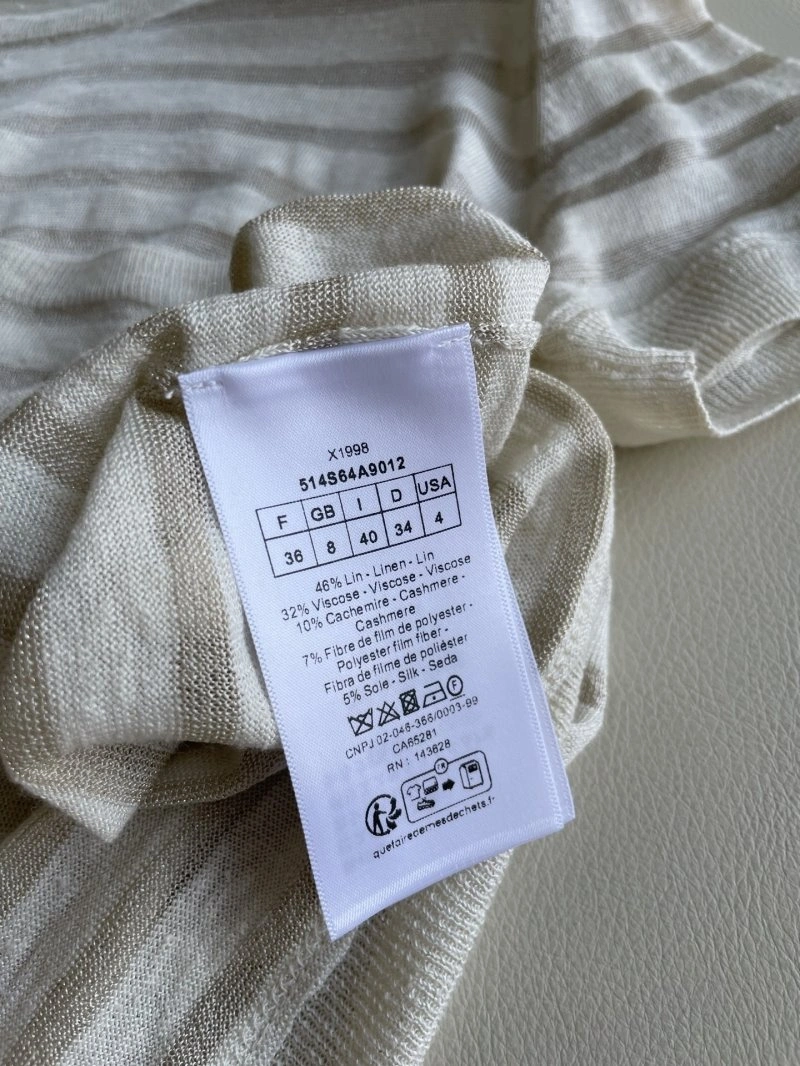 X1998
514S64A9012
F GB I D USA
36 8 40 34 4
46% Lin - Linen - Lin
32% Viscose - Viscose - Viscose
10% Cachemire - Cashmere -
Cashmere
7% Fibre de film de polyester -
Polyester film fiber -
Fibra de filme de poliéster
5% Soie - Silk - Seda
F
CNPJ 02-046-366/0003-99
CA65281
RN : 143628
FR
quefairedemesdechets.fr